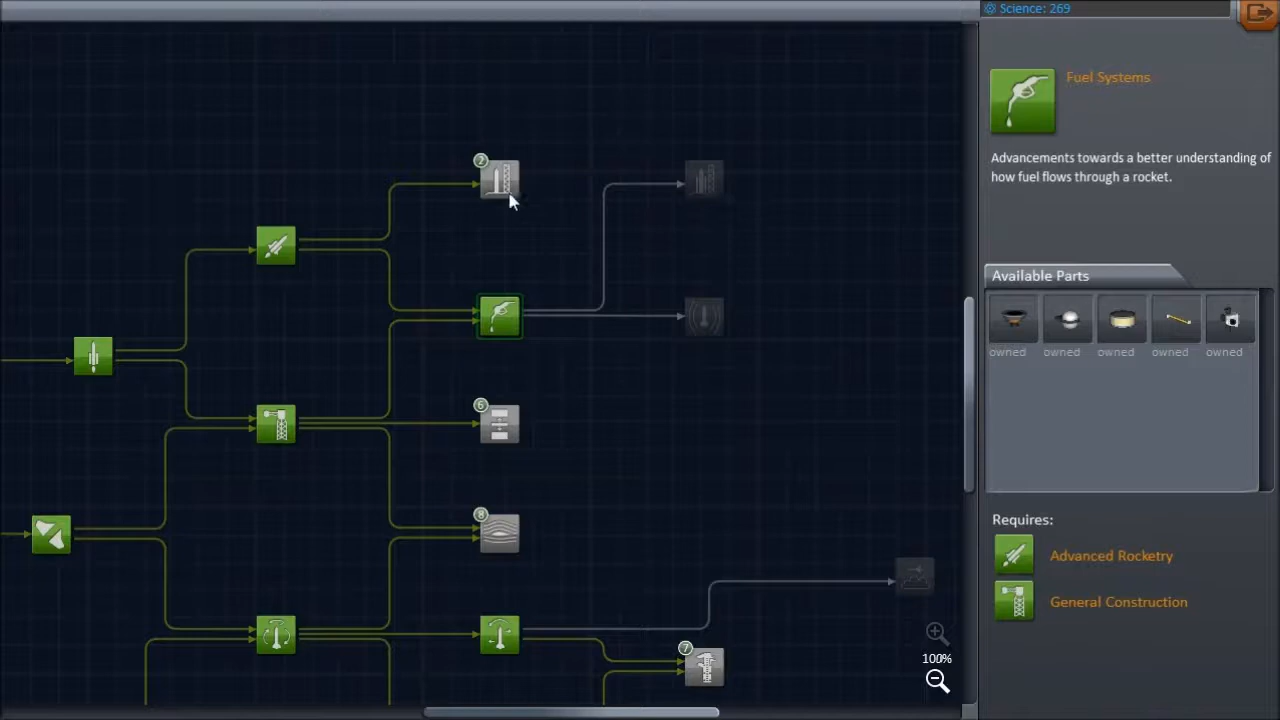 Science: 269
Fuel Systems
Advancements towards a better understanding of
how fuel flows through a rocket.
Available Parts
owned owned owned owned owned
Requires:
Advanced Rocketry
General Construction
2
6
8
7
100%